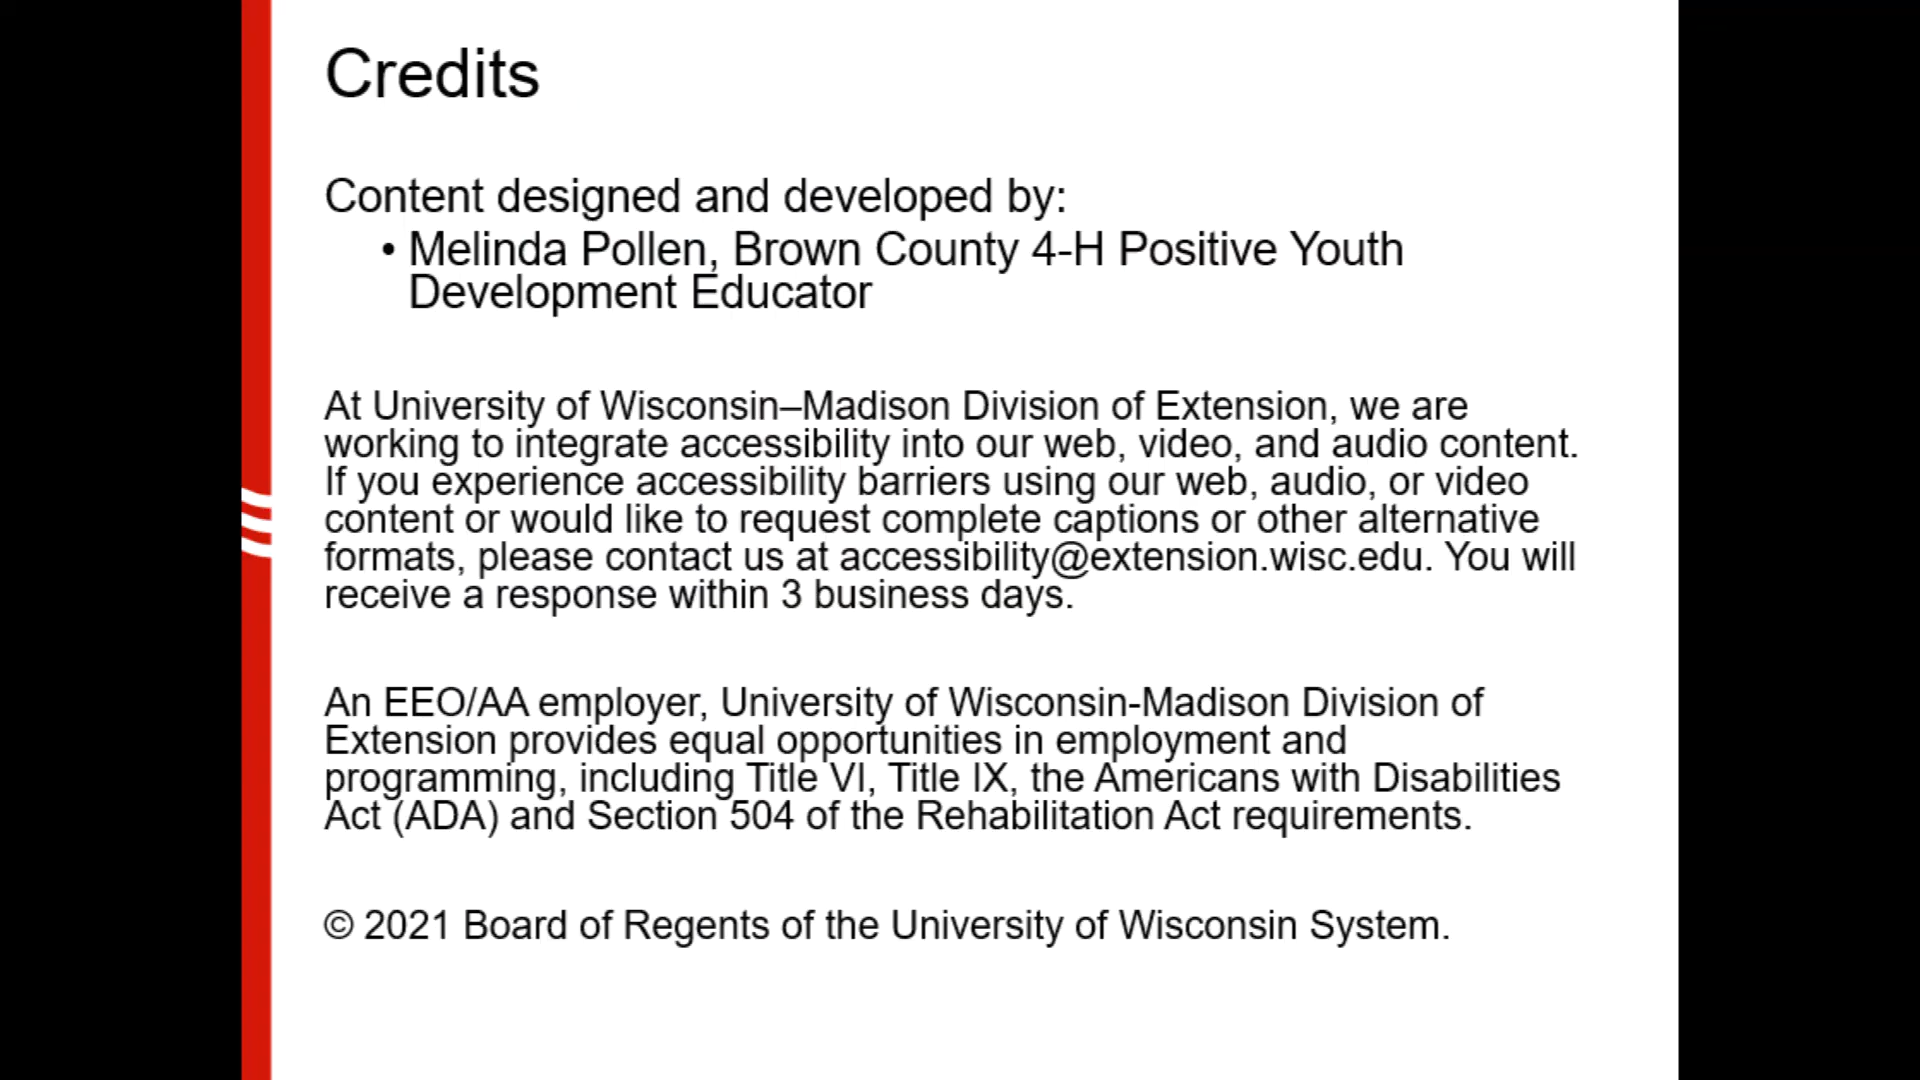 Credits
Content designed and developed by:
• Melinda Pollen, Brown County 4-H Positive Youth
Development Educator
At University of Wisconsin–Madison Division of Extension, we are
working to integrate accessibility into our web, video, and audio content.
If you experience accessibility barriers using our web, audio, or video
content or would like to request complete captions or other alternative
formats, please contact us at accessibility@extension.wisc.edu. You will
receive a response within 3 business days.
An EEO/AA employer, University of Wisconsin-Madison Division of
Extension provides equal opportunities in employment and
programming, including Title VI, Title IX, the Americans with Disabilities
Act (ADA) and Section 504 of the Rehabilitation Act requirements.
© 2021 Board of Regents of the University of Wisconsin System.